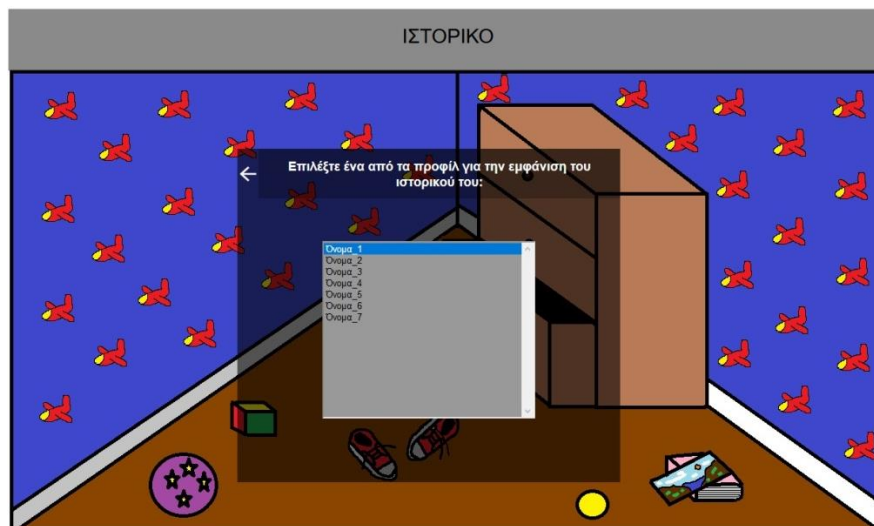 ΙΣΤΟΡΙΚΟ
Επιλέξτε ένα από τα προφίλ για την εμφάνιση του
ιστορικού του:
Όνομα_1
Όνομα_2
Όνομα_3
Όνομα_4
Όνομα_5
Όνομα_6
Όνομα_7